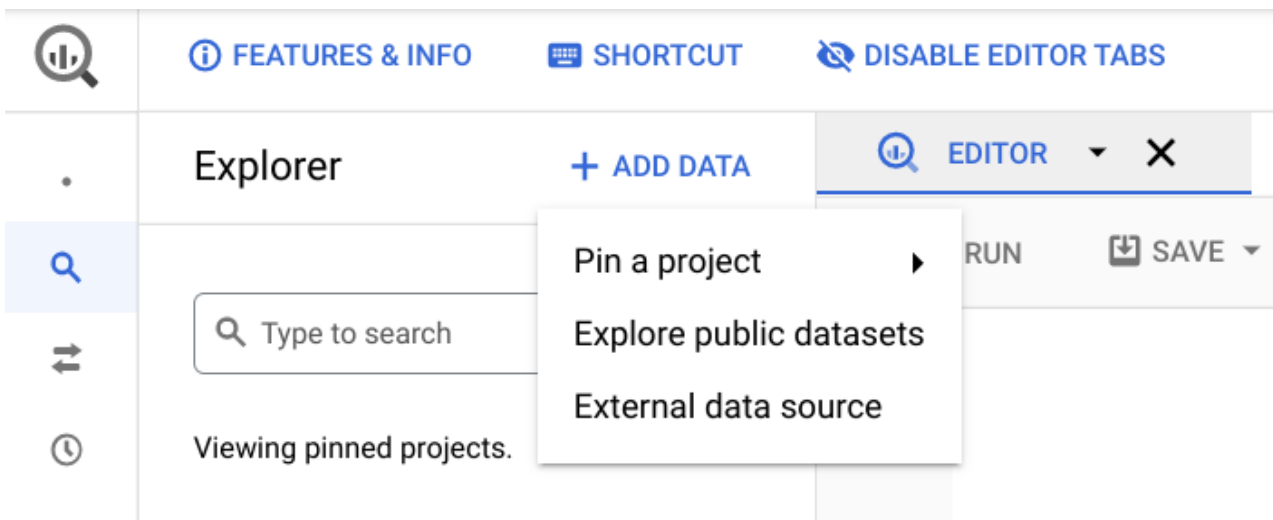 FEATURES & INFO SHORTCUT DISABLE EDITOR TABS
Explorer + ADD DATA EDITOR
Pin a project
RUN SAVE
Type to search
Explore public datasets
External data source
Viewing pinned projects.